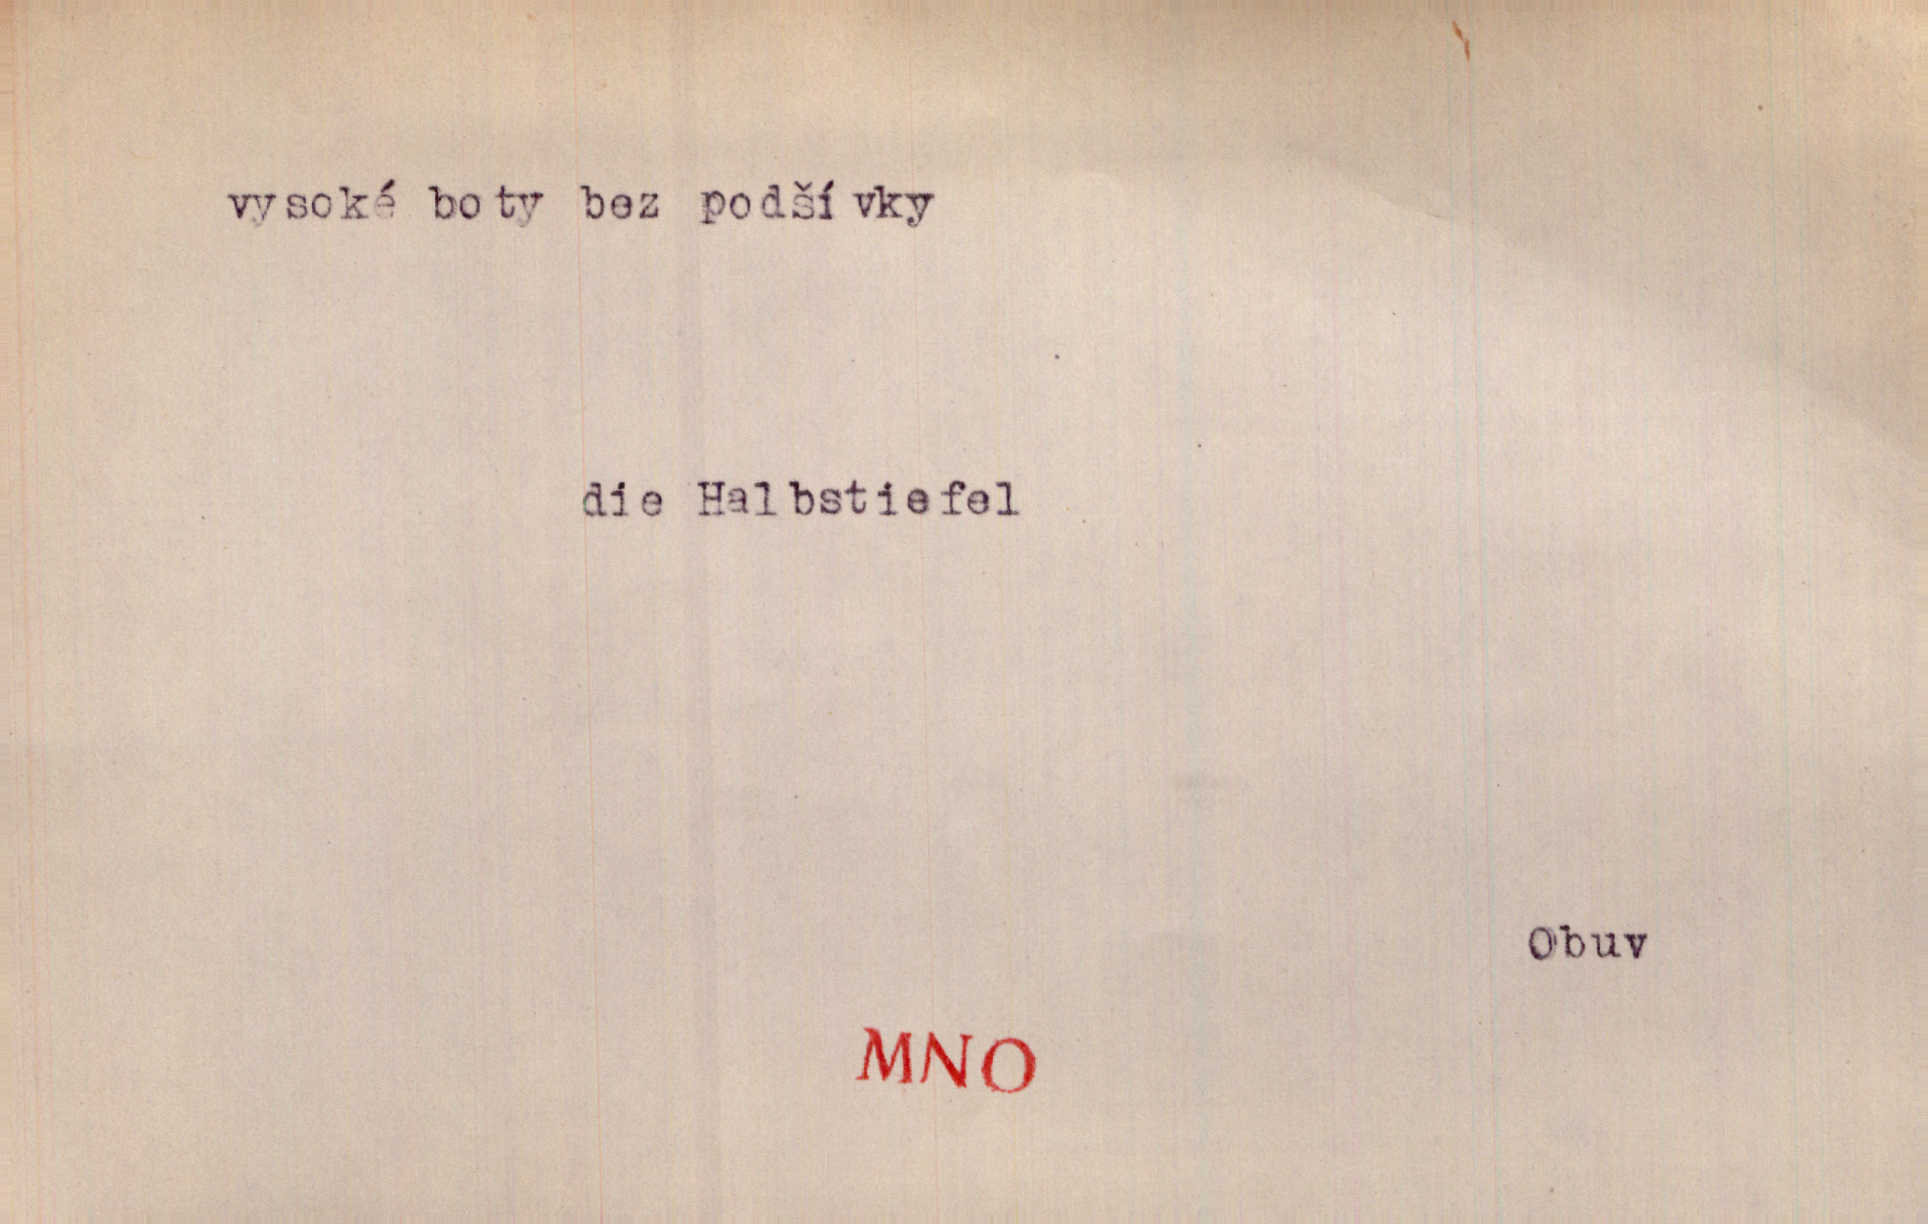 vysoké boty bez podšívky
die Halbstiefel
Obuv
MNO